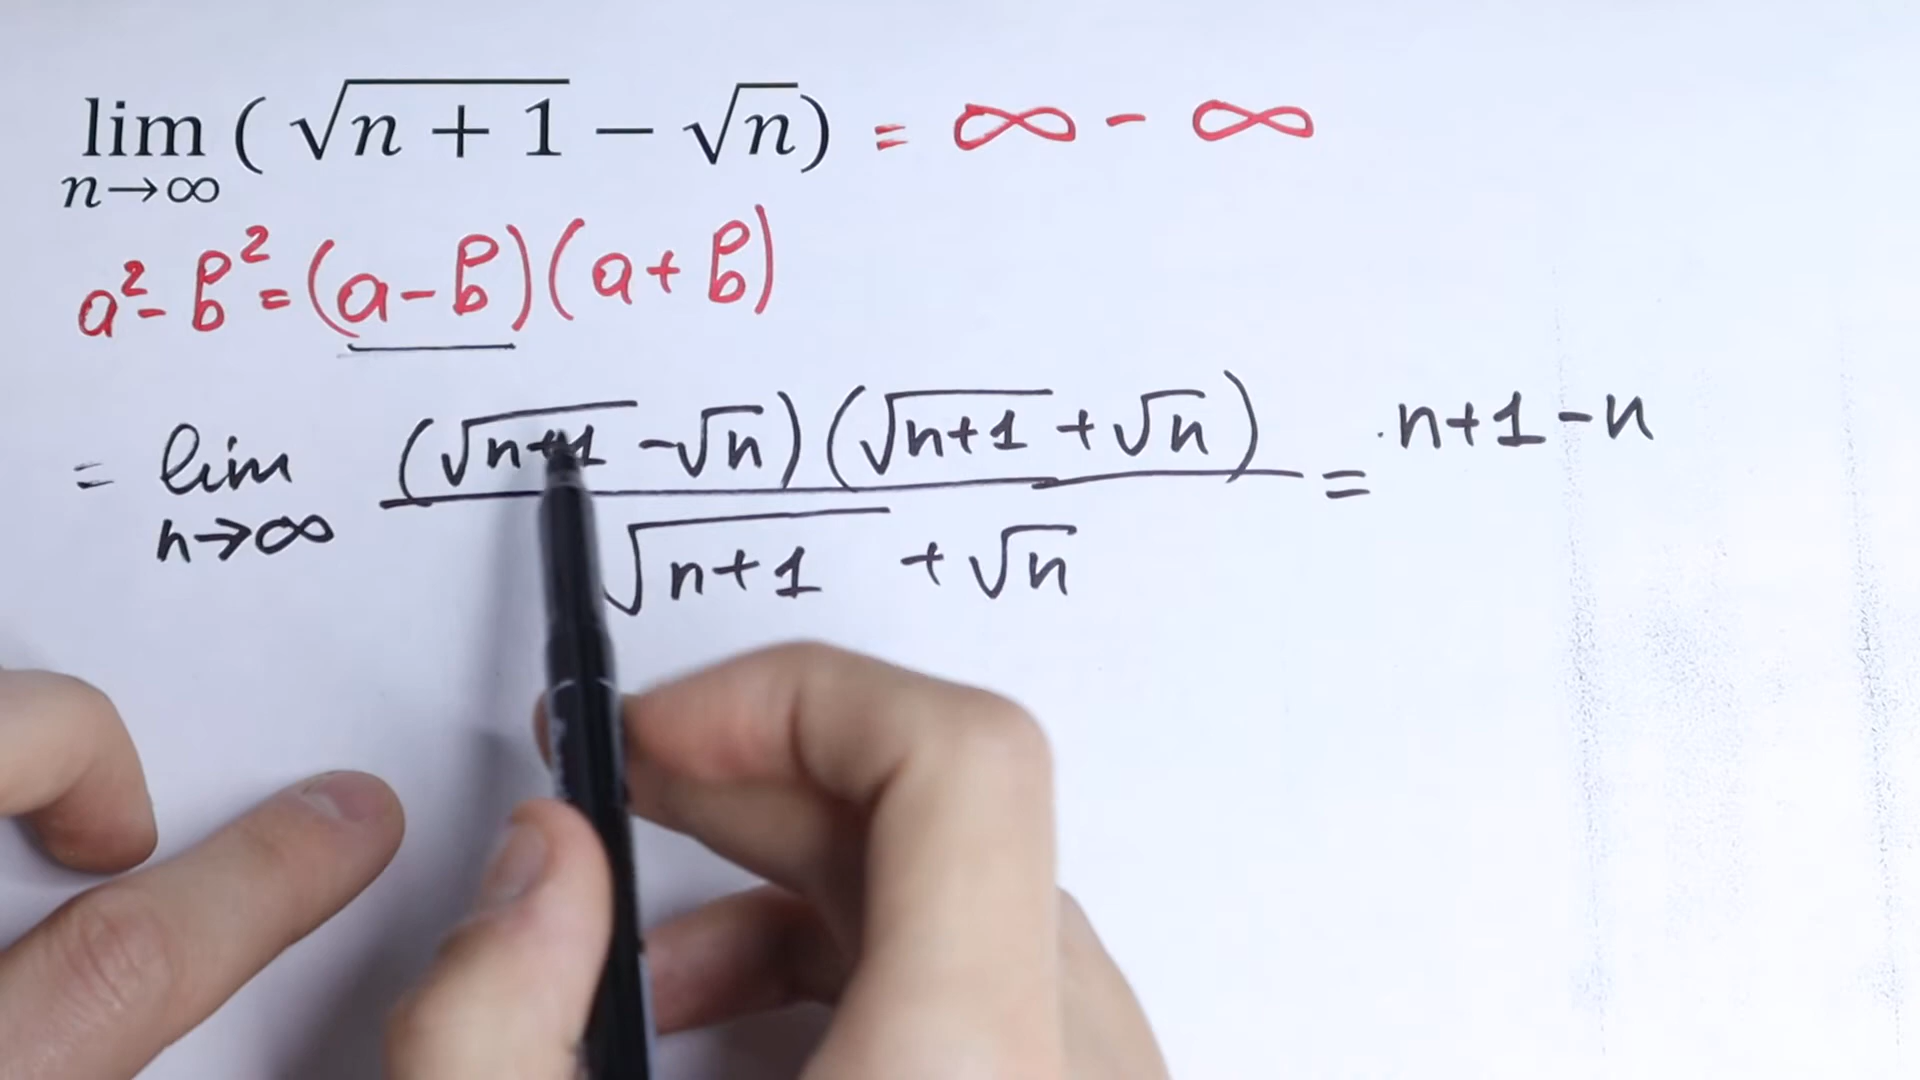 lim n→∞ ( √n + 1 − √n) = ∞ - ∞
a² - b² = (a - b)(a + b)
= lim n→∞ (√n+1 - √n)(√n+1 + √n) / √n+1 + √n = n+1-n